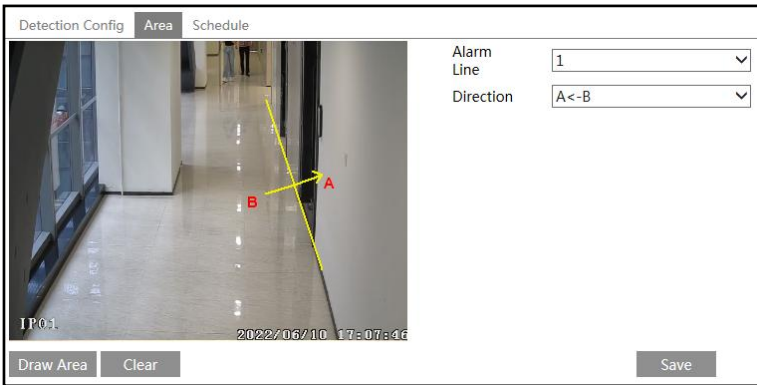 Detection Config Area Schedule
Alarm Line 1
Direction A<-B
A
B
IP01
2022/06/10 17:07:46
Draw Area Clear Save